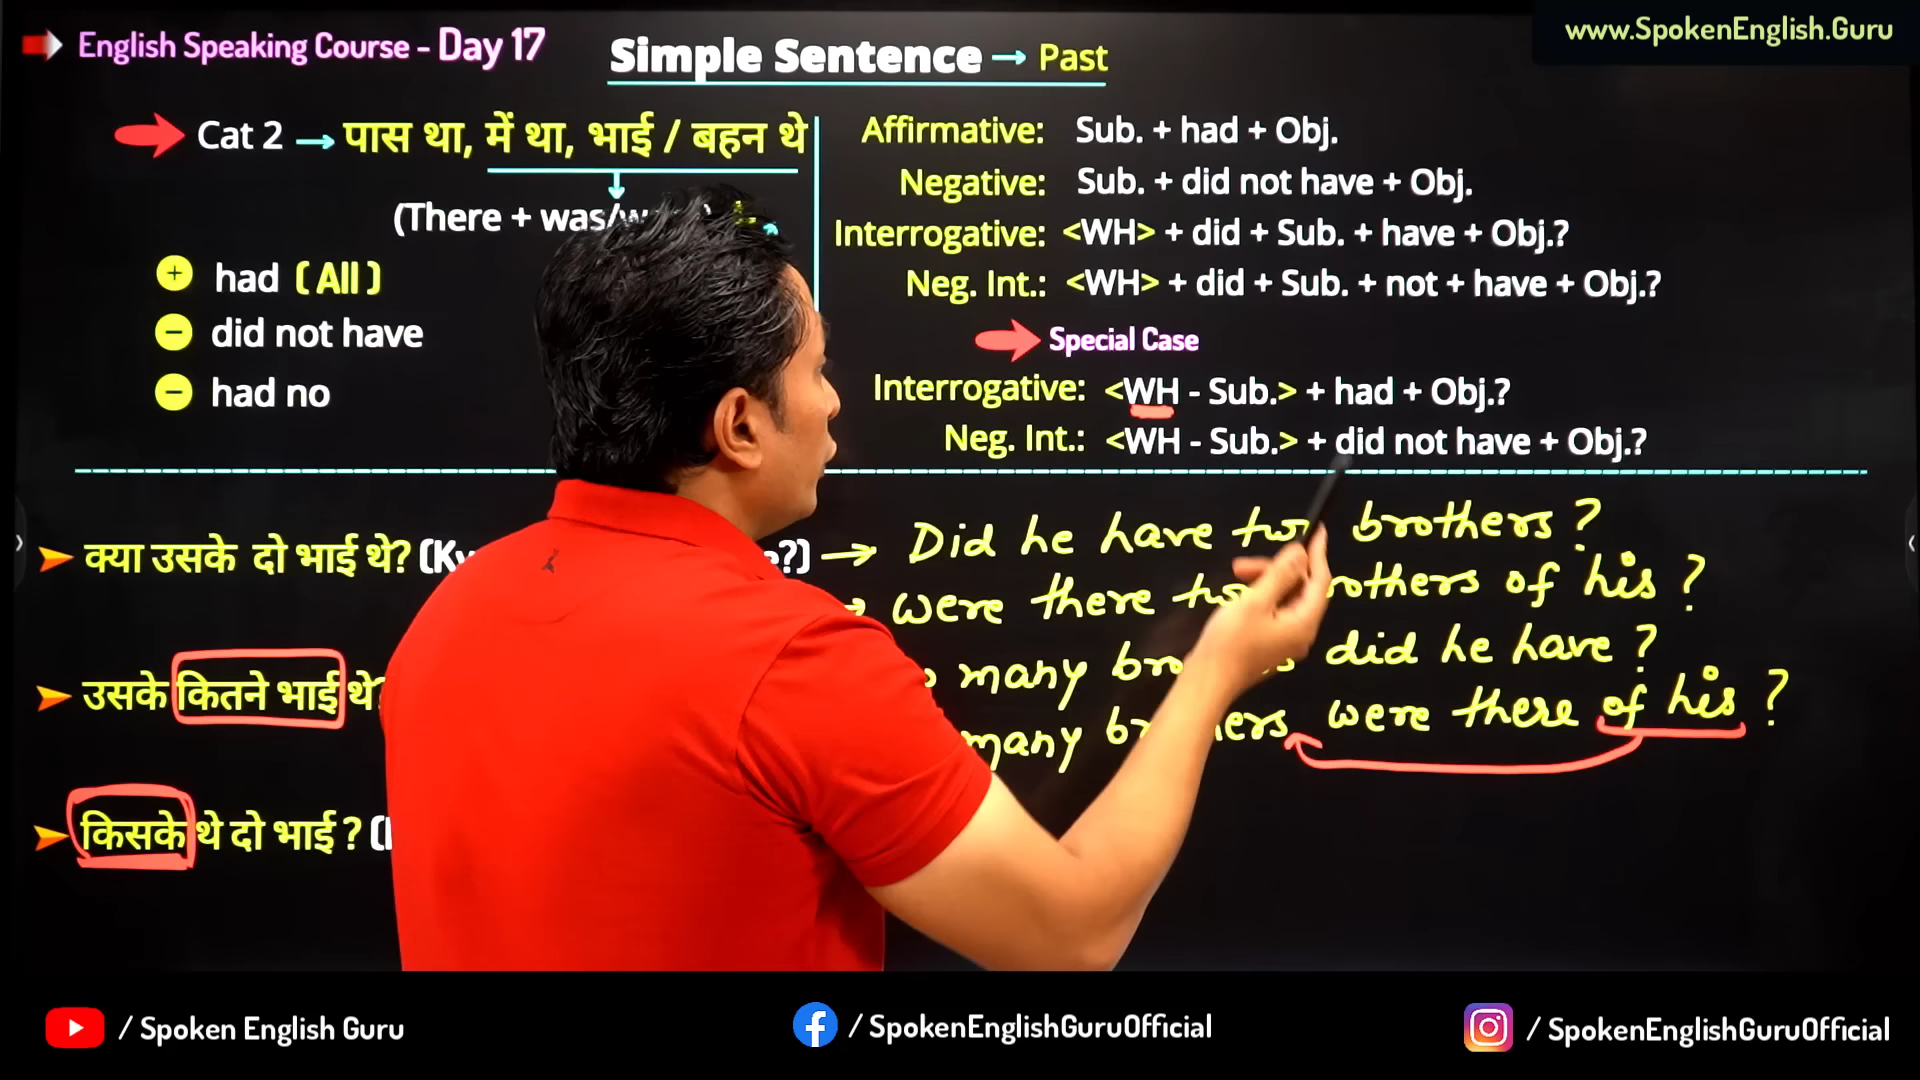 English Speaking Course - Day 17
Simple Sentence → Past
www.SpokenEnglish.Guru
Cat 2 → पास था, में था, भाई / बहन थे
(There +
+ had ( All )
− did not have
− had no
Affirmative: Sub. + had + Obj.
Negative: Sub. + did not have + Obj.
Interrogative: <WH> + did + Sub. + have + Obj.?
Neg. Int.: <WH> + did + Sub. + not + have + Obj.?
Special Case
Interrogative: <WH - Sub.> + had + Obj.?
Neg. Int.: <WH - Sub.> + did not have + Obj.?
क्या उसके दो भाई थे? → Did he have two brothers ?
→ were there of his ?
उसके कितने भाई थे? many did he have ?
many were there of his ?
किसके थे दो भाई ?
/ Spoken English Guru
/ SpokenEnglishGuruOfficial
/ SpokenEnglishGuruOfficial